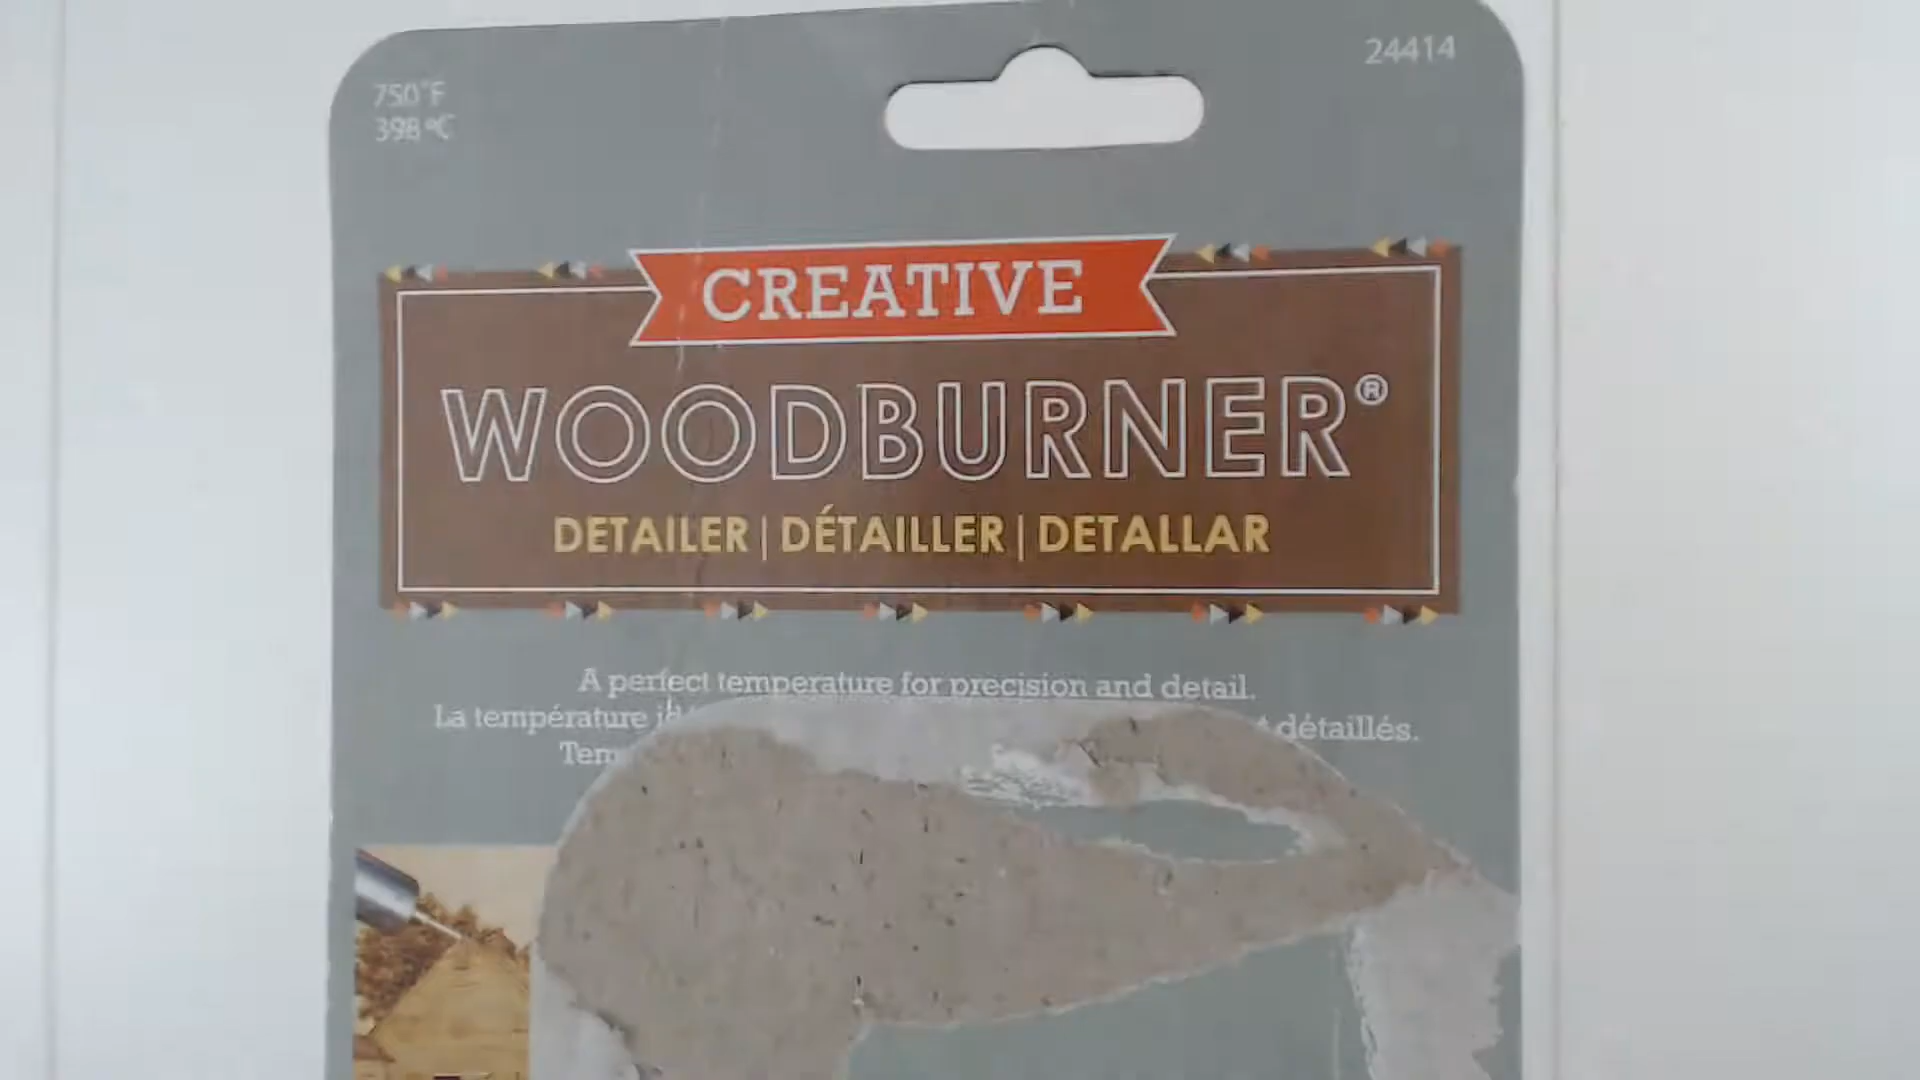 24414
750°F
398 °C
CREATIVE
WOODBURNER®
DETAILER | DÉTAILLER | DETALLAR
A perfect temperature for precision and detail.
La température détaillés.